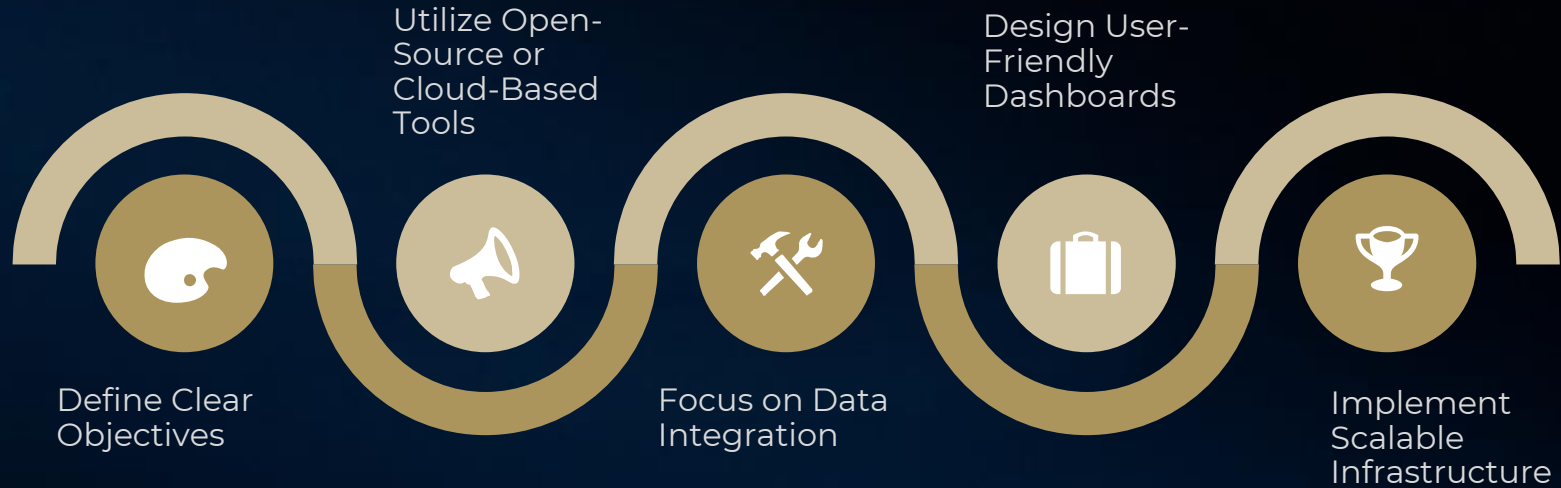 Define Clear
Objectives
Utilize Open-
Source or
Cloud-Based
Tools
Focus on Data
Integration
Design User-
Friendly
Dashboards
Implement
Scalable
Infrastructure